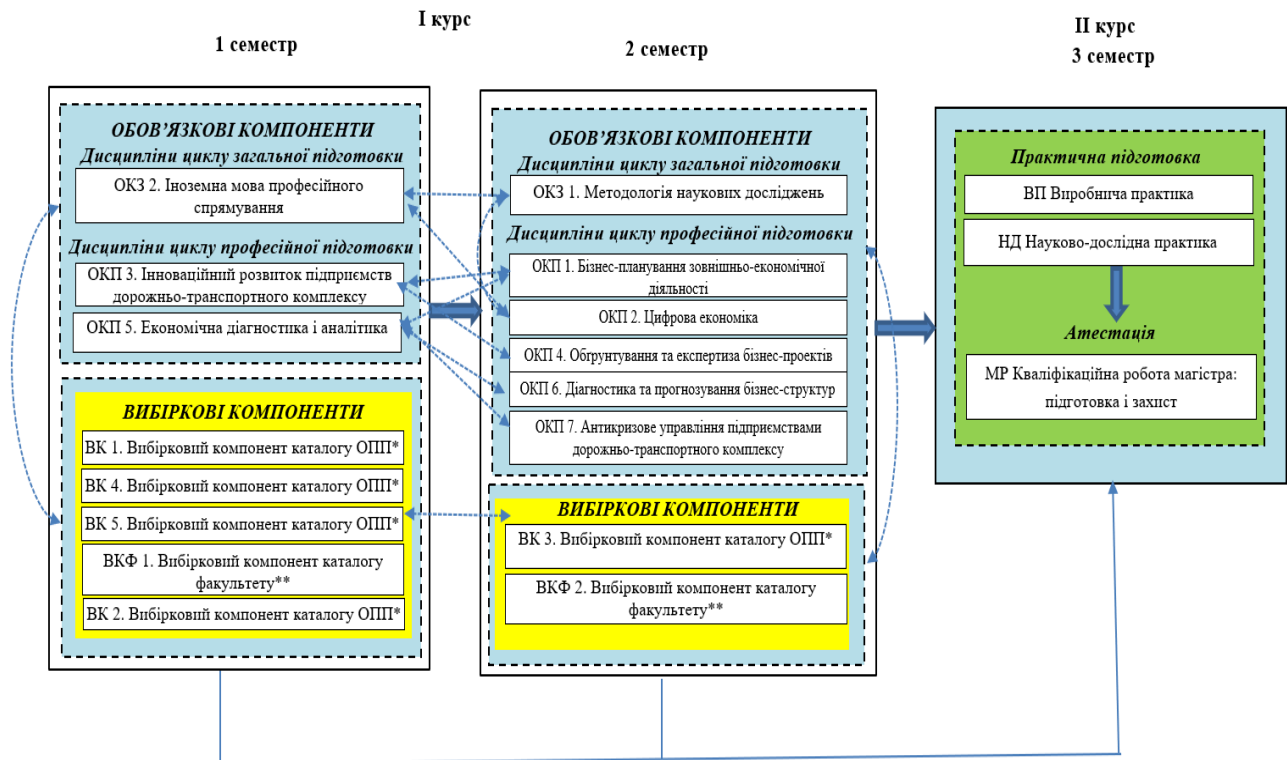 І курс
1 семестр
2 семестр
ІІ курс
3 семестр
ОБОВ’ЯЗКОВІ КОМПОНЕНТИ
Дисципліни циклу загальної підготовки
ОКЗ 2. Іноземна мова професійного
спрямування
Дисципліни циклу професійної підготовки
ОКП 3. Інноваційний розвиток підприємств
дорожньо-транспортного комплексу
ОКП 5. Економічна діагностика і аналітика
ВИБІРКОВІ КОМПОНЕНТИ
ВК 1. Вибірковий компонент каталогу ОПП*
ВК 4. Вибірковий компонент каталогу ОПП*
ВК 5. Вибірковий компонент каталогу ОПП*
ВКФ 1. Вибірковий компонент каталогу
факультету**
ВК 2. Вибірковий компонент каталогу ОПП*
ОБОВ’ЯЗКОВІ КОМПОНЕНТИ
Дисципліни циклу загальної підготовки
ОКЗ 1. Методологія наукових досліджень
Дисципліни циклу професійної підготовки
ОКП 1. Бізнес-планування зовнішньо-економічної
діяльності
ОКП 2. Цифрова економіка
ОКП 4. Обґрунтування та експертиза бізнес-проектів
ОКП 6. Діагностика та прогнозування бізнес-структур
ОКП 7. Антикризове управління підприємствами
дорожньо-транспортного комплексу
ВИБІРКОВІ КОМПОНЕНТИ
ВК 3. Вибірковий компонент каталогу ОПП*
ВКФ 2. Вибірковий компонент каталогу
факультету**
Практична підготовка
ВП Виробнича практика
НД Науково-дослідна практика
Атестація
МР Кваліфікаційна робота магістра:
підготовка і захист